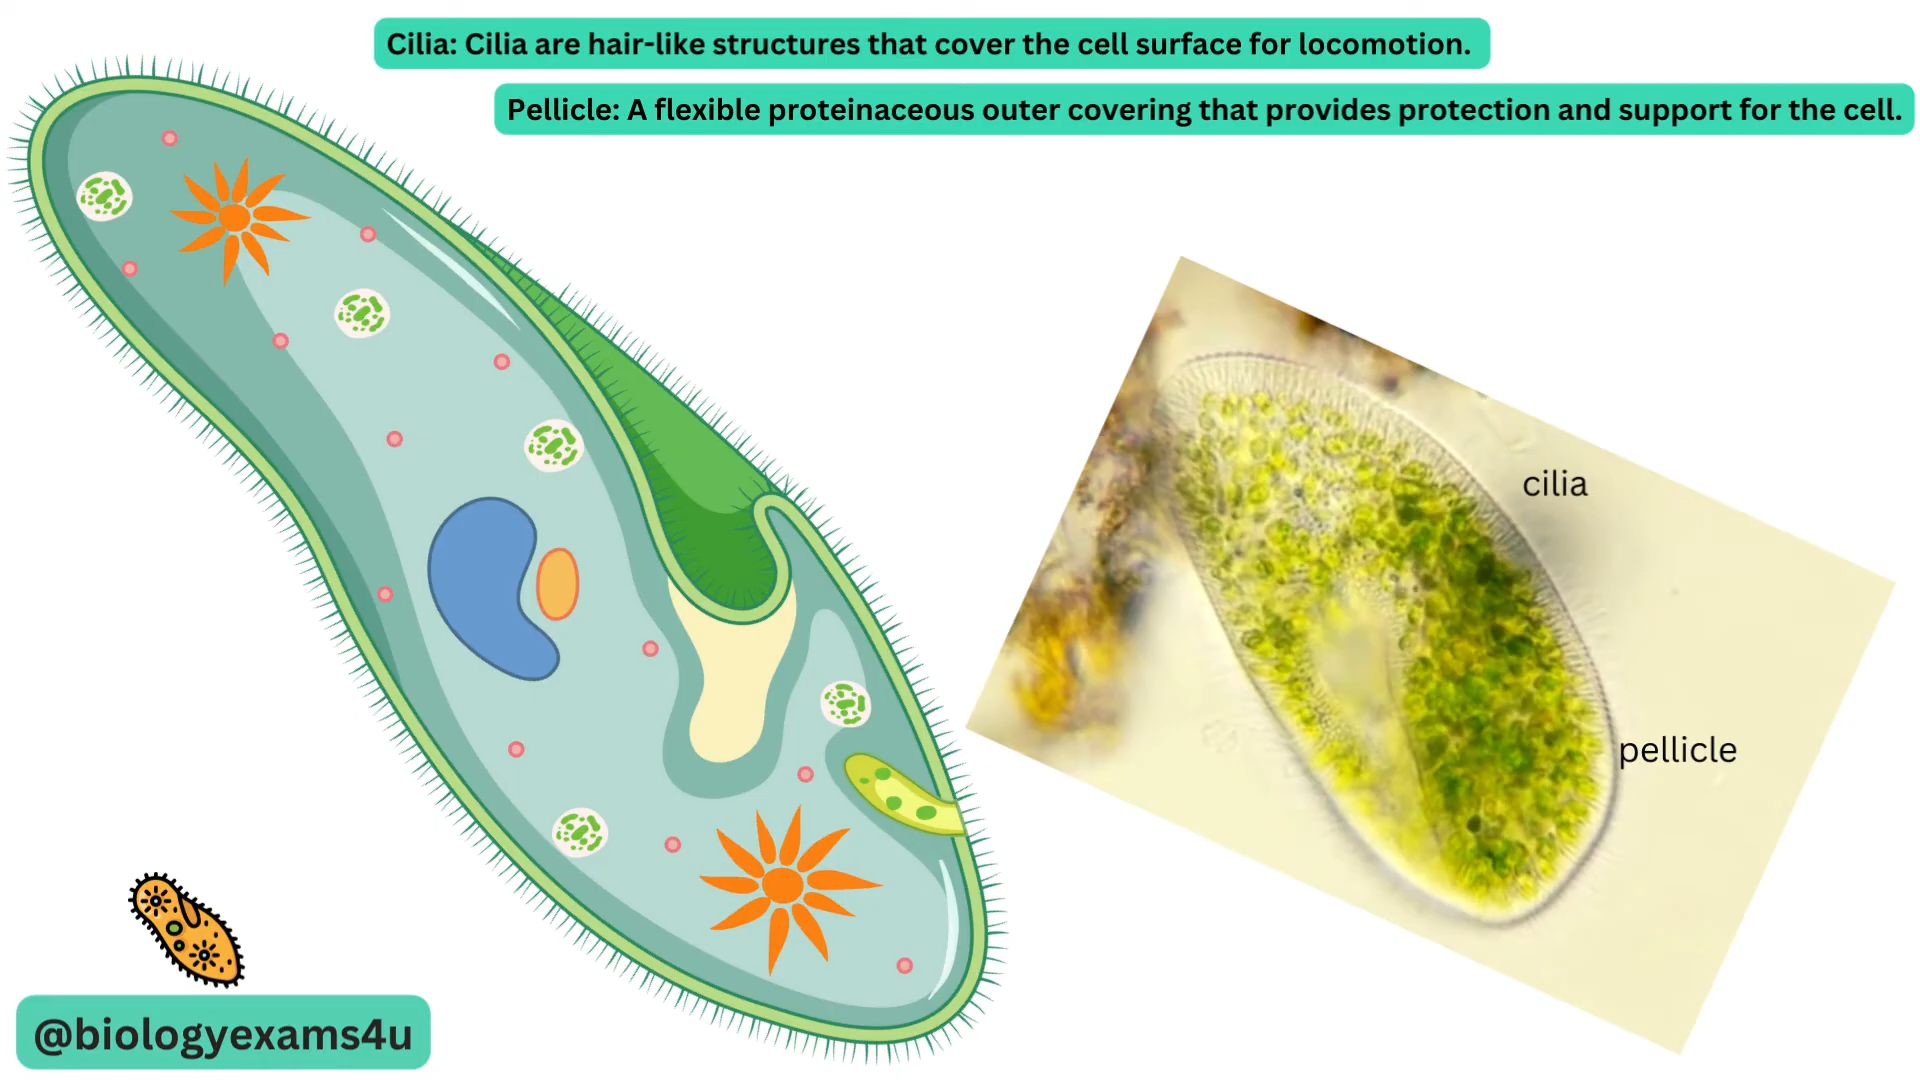 Cilia: Cilia are hair-like structures that cover the cell surface for locomotion.
Pellicle: A flexible proteinaceous outer covering that provides protection and support for the cell.
cilia
pellicle
@biologyexams4u